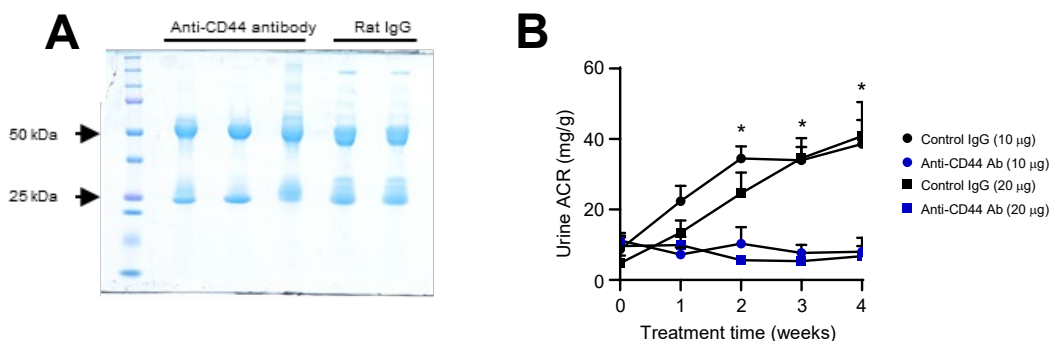 A
Anti-CD44 antibody
Rat IgG
50 kDa
25 kDa
B
60
40
20
0
Urine ACR (mg/g)
*
*
*
0 1 2 3 4
Treatment time (weeks)
Control IgG (10 µg)
Anti-CD44 Ab (10 µg)
Control IgG (20 µg)
Anti-CD44 Ab (20 µg)